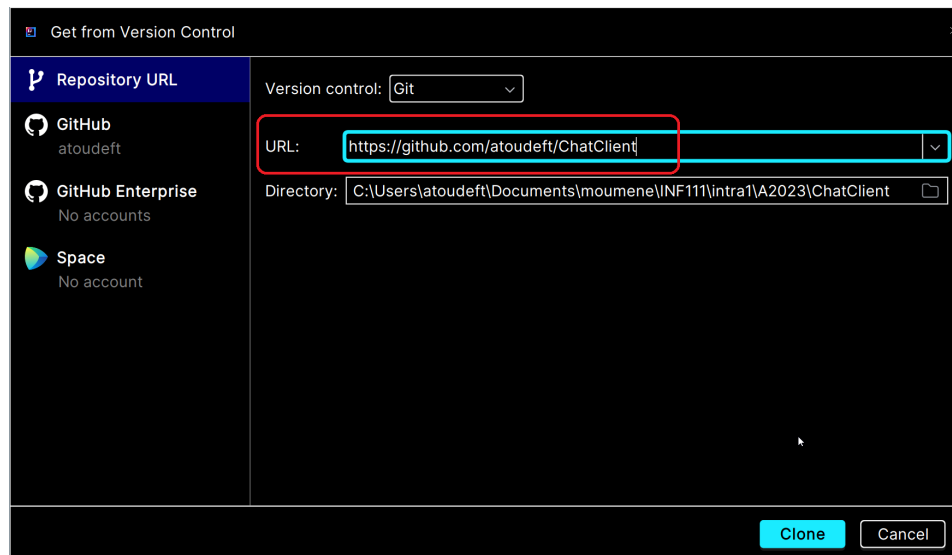 Get from Version Control
Repository URL
GitHub
atoudeft
GitHub Enterprise
No accounts
Space
No account
Version control: Git
URL: https://github.com/atoudeft/ChatClient
Directory: C:\Users\atoudeft\Documents\moumene\INF111\intra1\A2023\ChatClient
Clone
Cancel